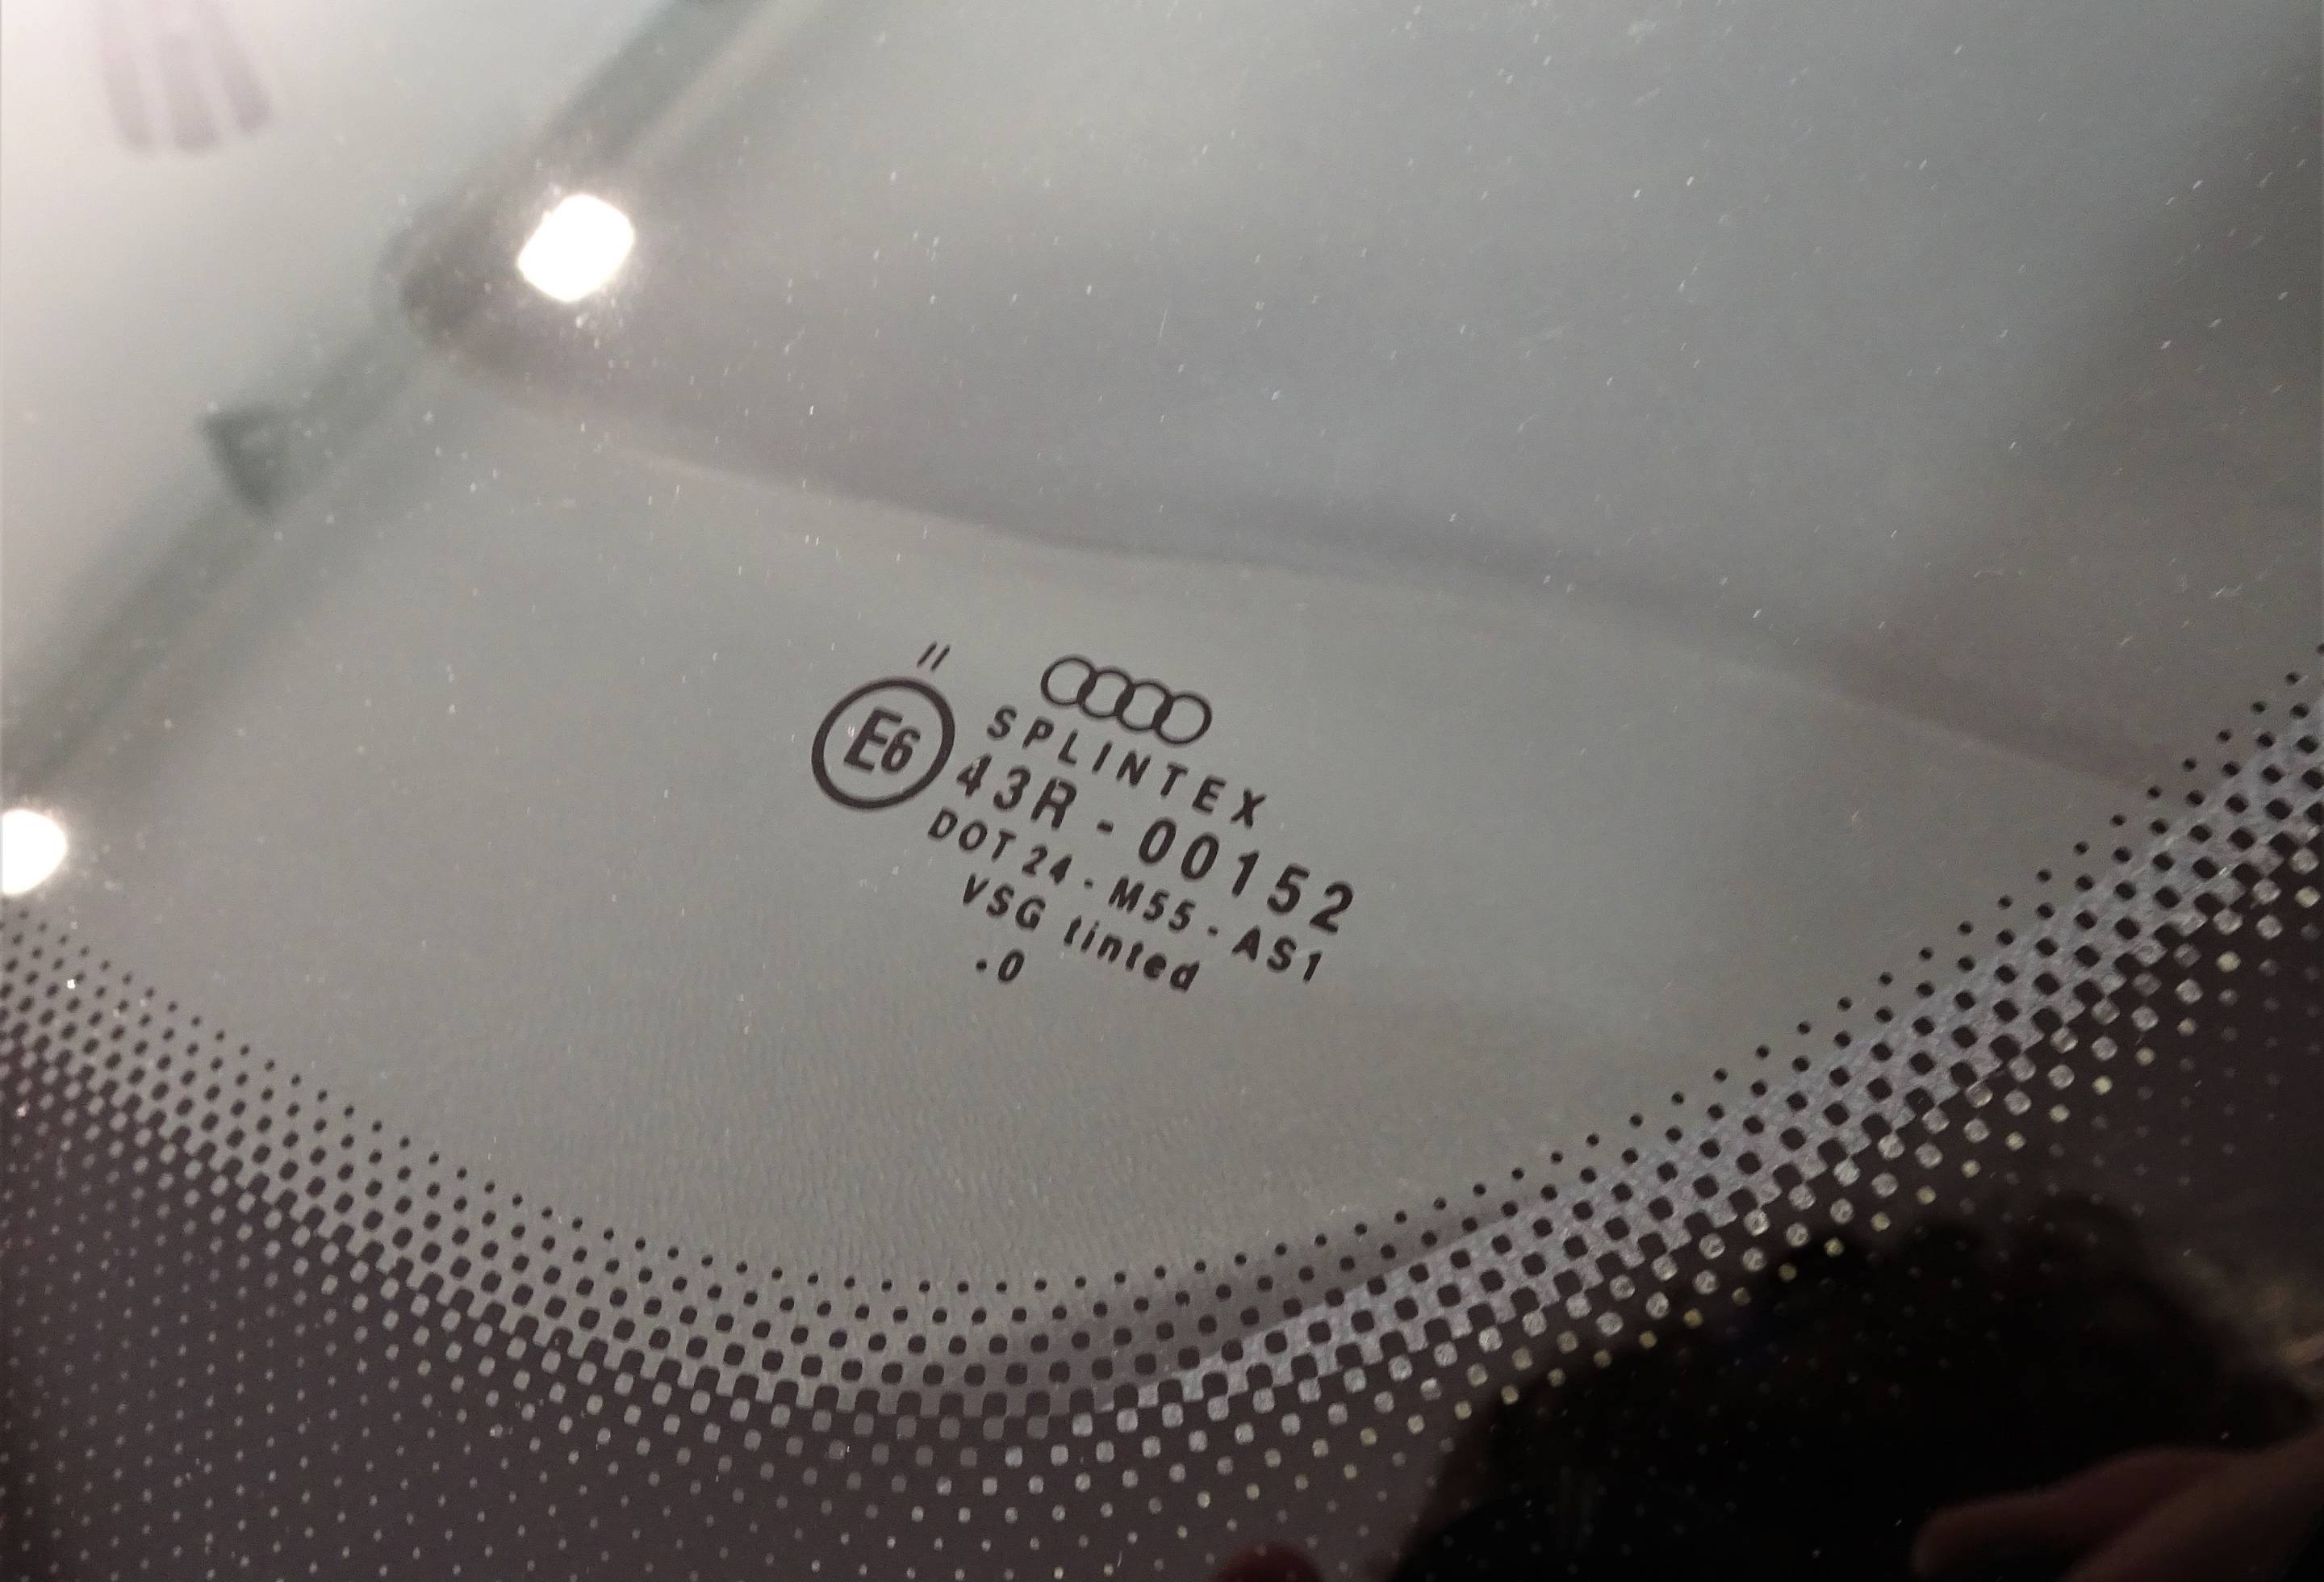 SPLINTEX
E6 43R - 00152
DOT 24 - M55 - AS1
VSG tinted
.0